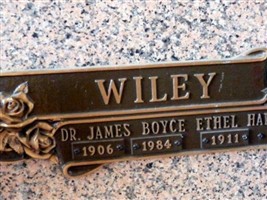 WILEY
DR. JAMES BOYCE ETHEL
1906 1984 1911